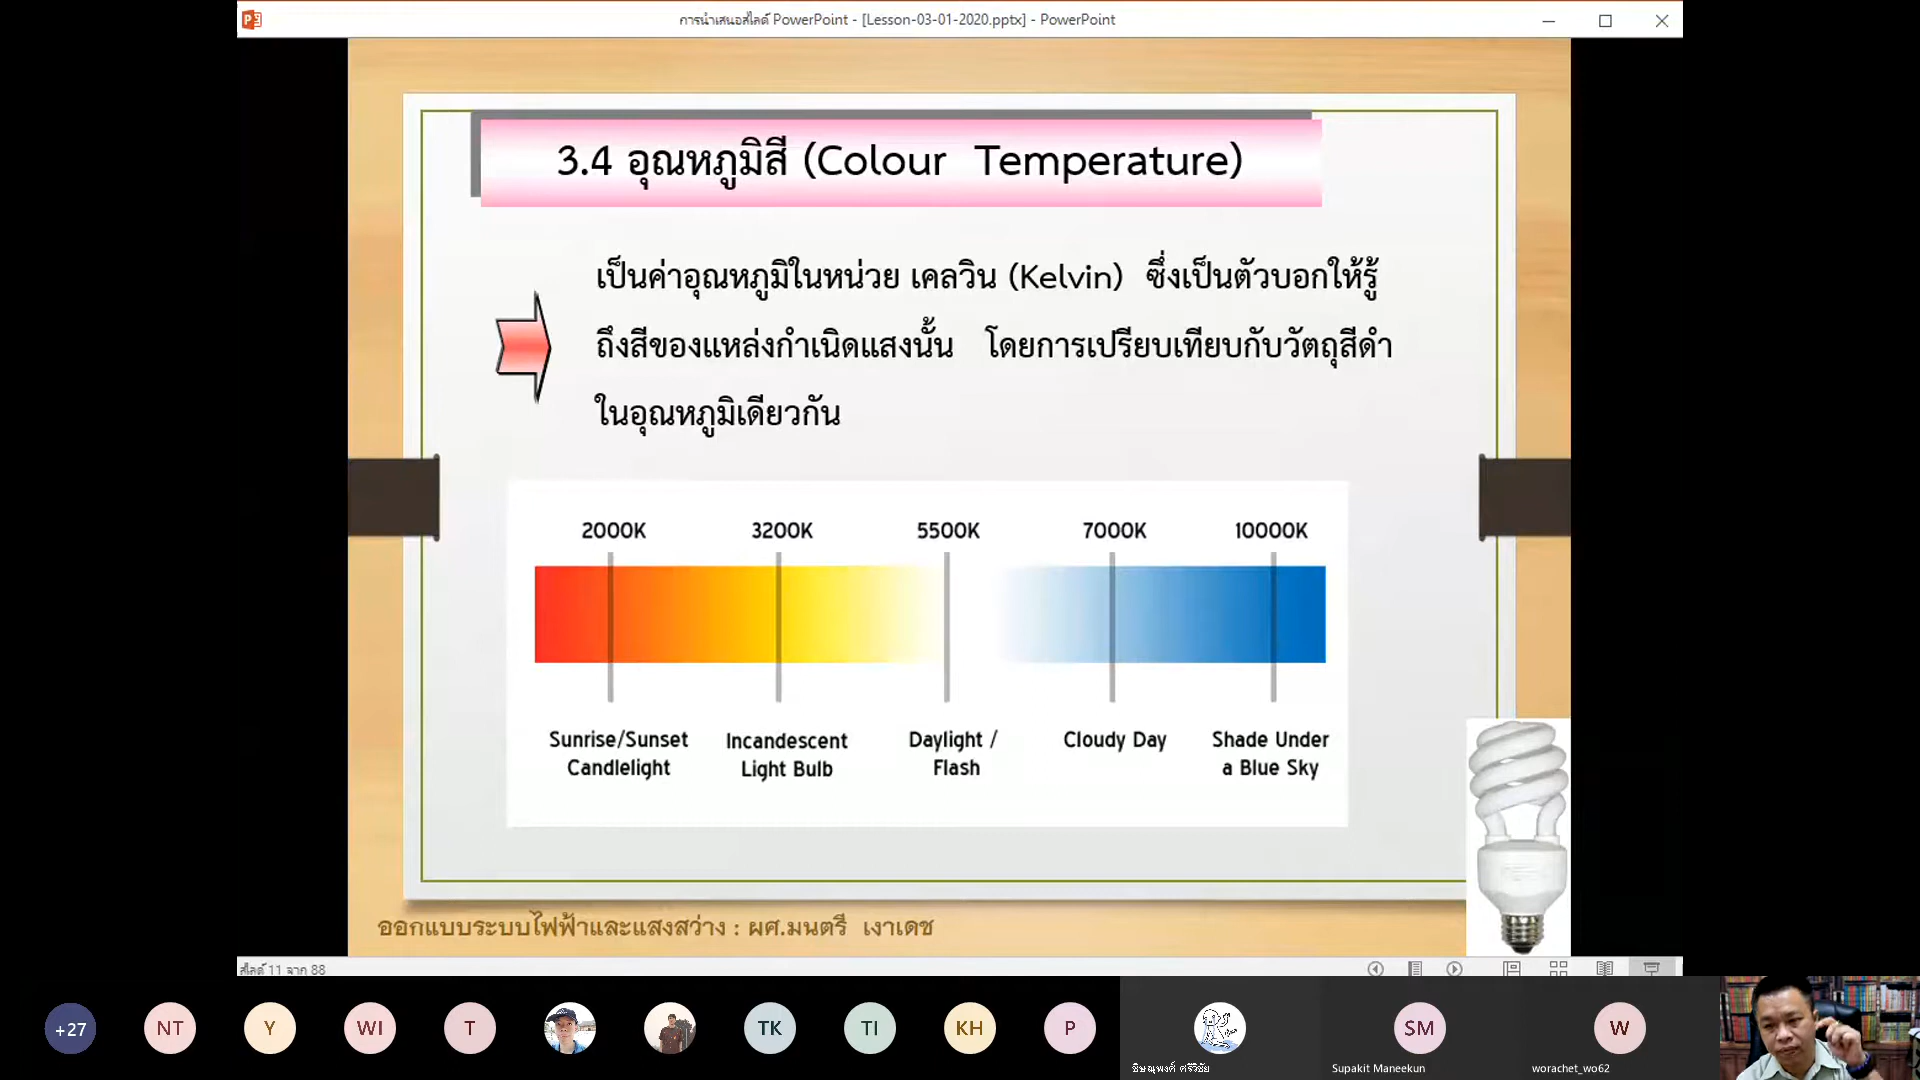 การนำเสนอสไลด์ PowerPoint - [Lesson-03-01-2020.pptx] - PowerPoint
3.4 อุณหภูมิสี (Colour Temperature)
เป็นค่าอุณหภูมิในหน่วย เคลวิน (Kelvin) ซึ่งเป็นตัวบอกให้รู้
ถึงสีของแหล่งกำเนิดแสงนั้น โดยการเปรียบเทียบกับวัตถุสีดำ
ในอุณหภูมิเดียวกัน
2000K 3200K 5500K 7000K 10000K
Sunrise/Sunset Candlelight
Incandescent Light Bulb
Daylight / Flash
Cloudy Day
Shade Under a Blue Sky
ออกแบบระบบไฟฟ้าและแสงสว่าง : ผศ.มนตรี เงาเดช
สไลด์ 11 จาก 88
+27 NT Y WI T TK TI KH P SM W
Supakit Maneekun
worachet_wo62